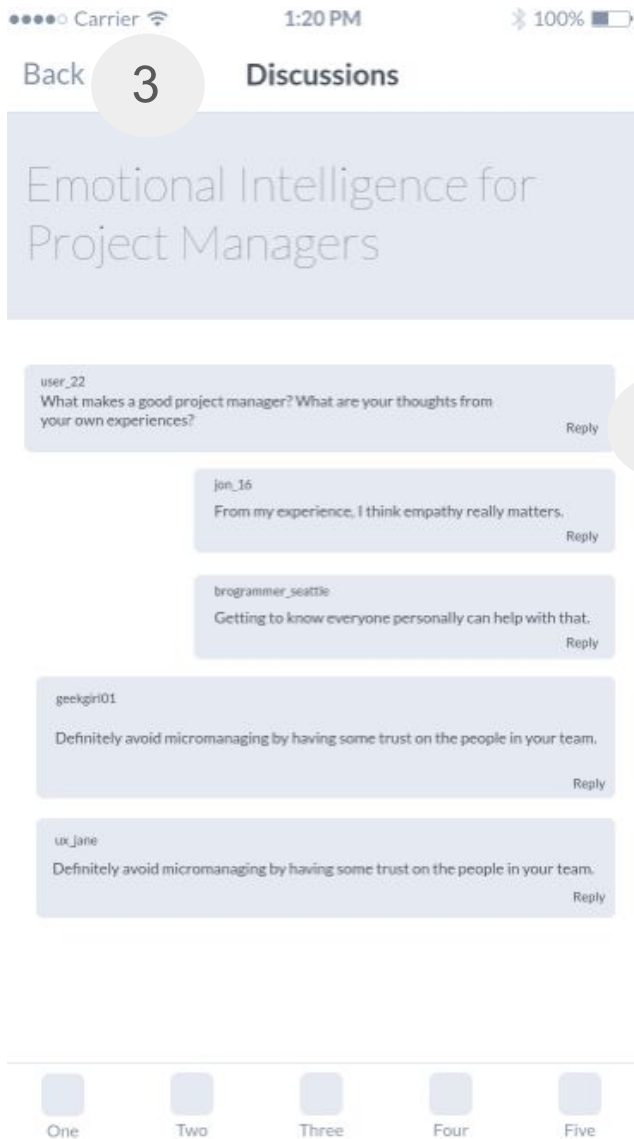 Carrier 1:20 PM 100%
Back 3 Discussions
Emotional Intelligence for
Project Managers
user_22
What makes a good project manager? What are your thoughts from
your own experiences?
Reply
jon_16
From my experience, I think empathy really matters.
Reply
brogrammer_seattle
Getting to know everyone personally can help with that.
Reply
geekgirl01
Definitely avoid micromanaging by having some trust on the people in your team.
Reply
ux_jane
Definitely avoid micromanaging by having some trust on the people in your team.
Reply
One Two Three Four Five